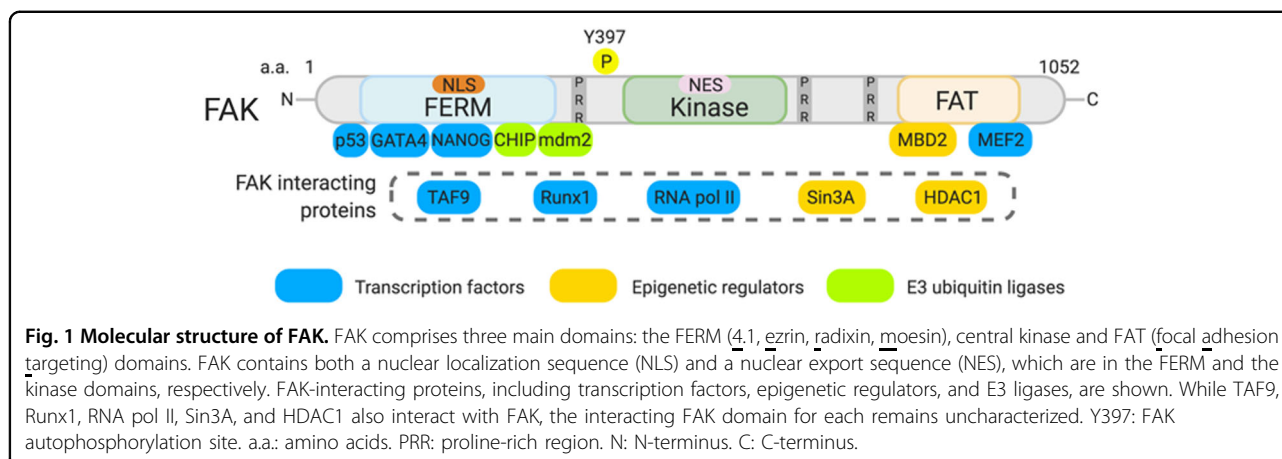 Y397
P
a.a. 1
1052
FAK
N
NLS
FERM
PRR
NES
Kinase
PRR
PRR
FAT
C
p53 GATA4 NANOG CHIP mdm2
MBD2 MEF2
FAK interacting
proteins
TAF9 Runx1 RNA pol II Sin3A HDAC1
Transcription factors
Epigenetic regulators
E3 ubiquitin ligases
Fig. 1 Molecular structure of FAK. FAK comprises three main domains: the FERM (4.1, ezrin, radixin, moesin), central kinase and FAT (focal adhesion
targeting) domains. FAK contains both a nuclear localization sequence (NLS) and a nuclear export sequence (NES), which are in the FERM and the
kinase domains, respectively. FAK-interacting proteins, including transcription factors, epigenetic regulators, and E3 ligases, are shown. While TAF9,
Runx1, RNA pol II, Sin3A, and HDAC1 also interact with FAK, the interacting FAK domain for each remains uncharacterized. Y397: FAK
autophosphorylation site. a.a.: amino acids. PRR: proline-rich region. N: N-terminus. C: C-terminus.